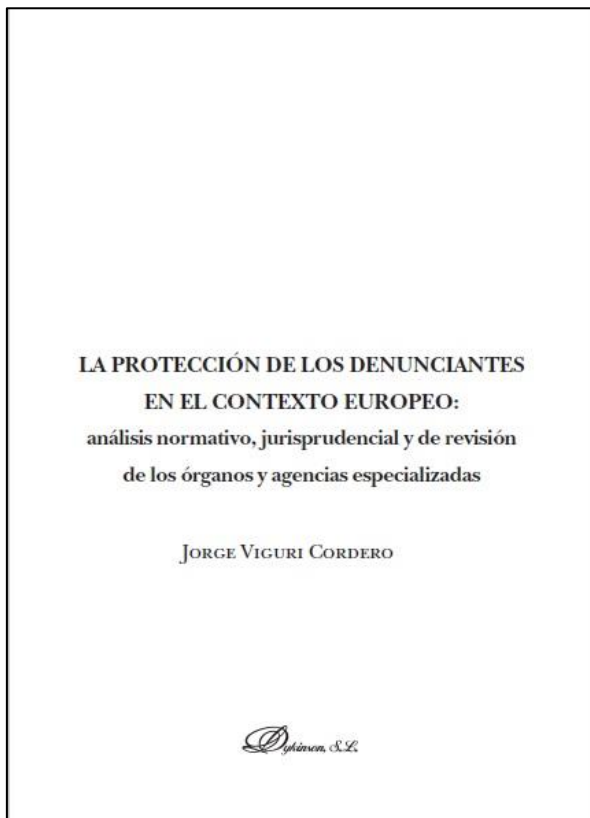 LA PROTECCIÓN DE LOS DENUNCIANTES
EN EL CONTEXTO EUROPEO:
análisis normativo, jurisprudencial y de revisión
de los órganos y agencias especializadas
JORGE VIGURI CORDERO
Dykinson, S.L.